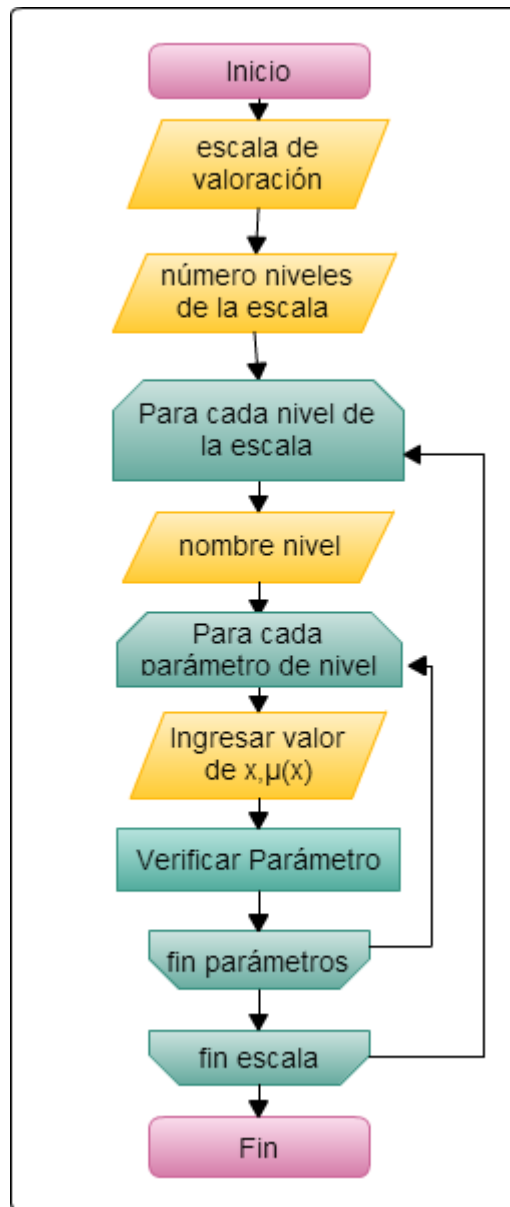 Inicio
escala de
valoración
número niveles
de la escala
Para cada nivel de
la escala
nombre nivel
Para cada
parámetro de nivel
Ingresar valor
de x,µ(x)
Verificar Parámetro
fin parámetros
fin escala
Fin